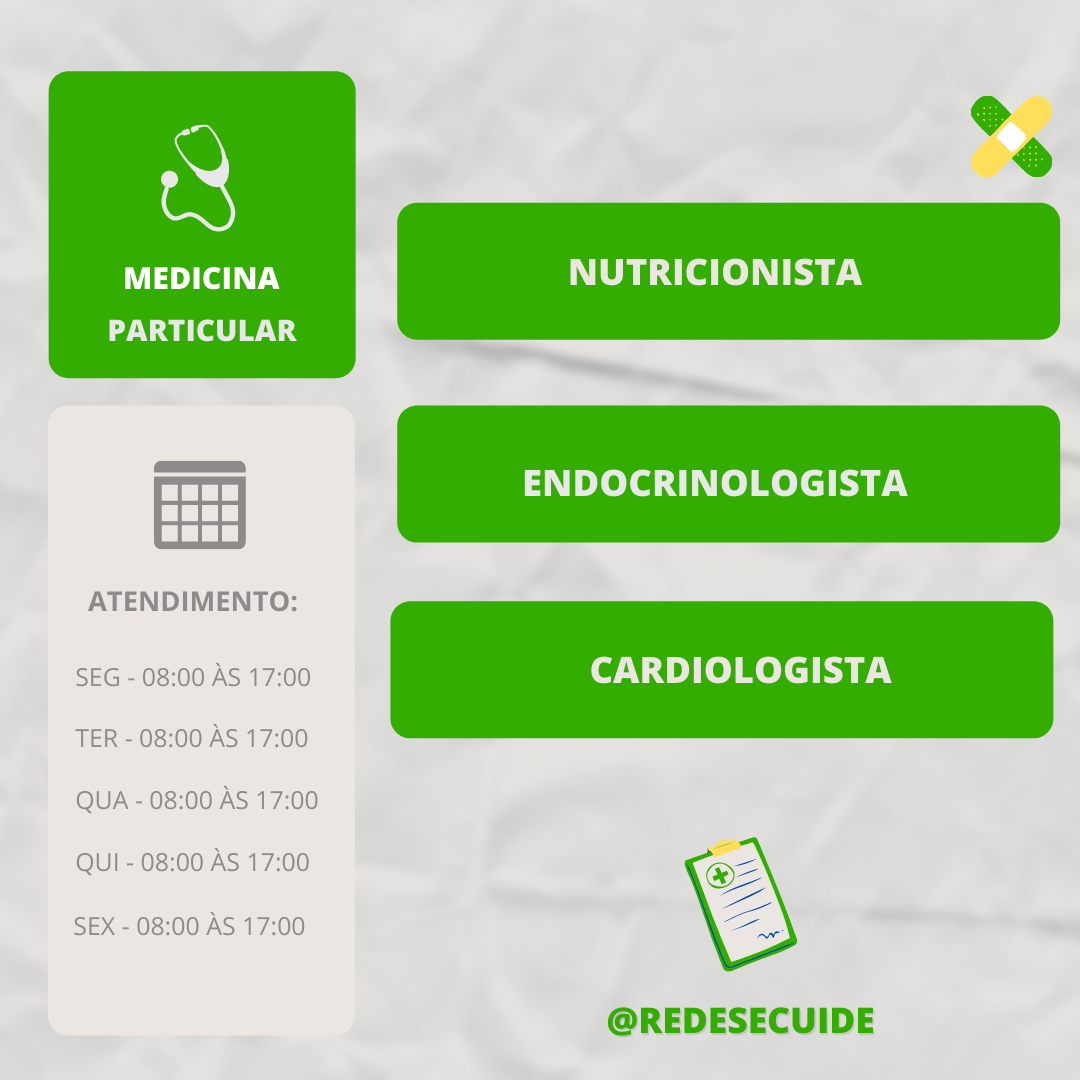 MEDICINA
PARTICULAR
ATENDIMENTO:
SEG - 08:00 ÀS 17:00
TER - 08:00 ÀS 17:00
QUA - 08:00 ÀS 17:00
QUI - 08:00 ÀS 17:00
SEX - 08:00 ÀS 17:00
NUTRICIONISTA
ENDOCRINOLOGISTA
CARDIOLOGISTA
@REDESECUIDE